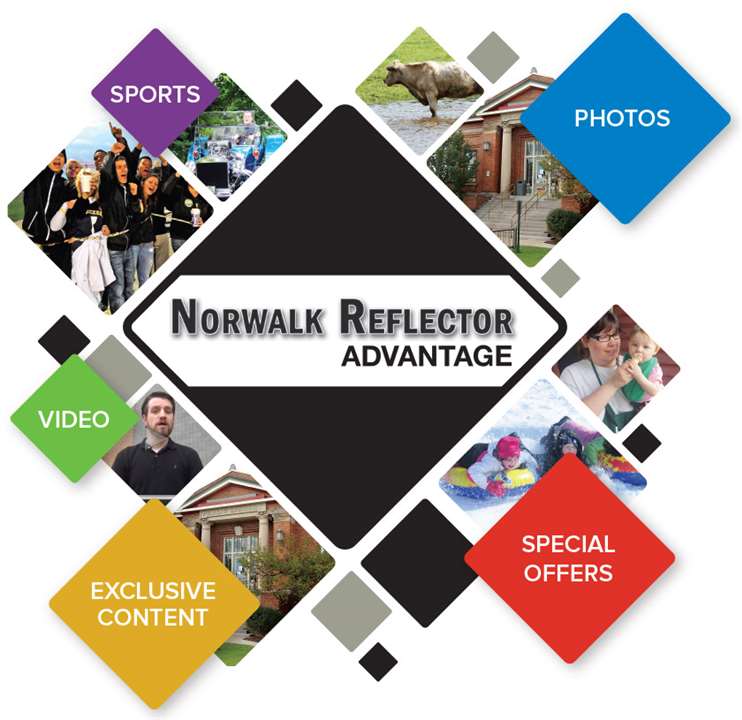 SPORTS
PHOTOS
NORWALK REFLECTOR
ADVANTAGE
VIDEO
EXCLUSIVE
CONTENT
SPECIAL
OFFERS